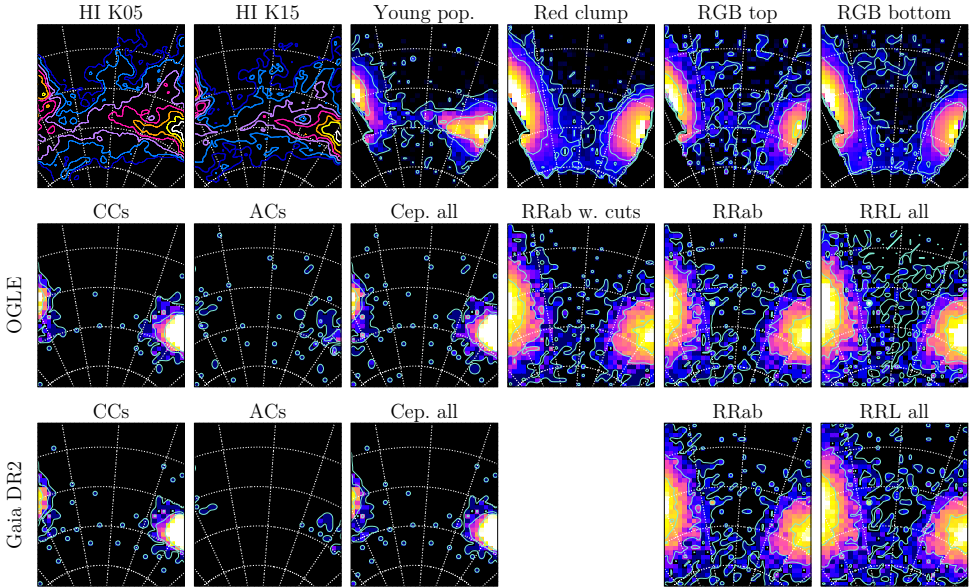 HI K05 HI K15 Young pop. Red clump RGB top RGB bottom
OGLE
CCs ACs Cep. all RRab w. cuts RRab RRL all
Gaia DR2
CCs ACs Cep. all RRab RRL all